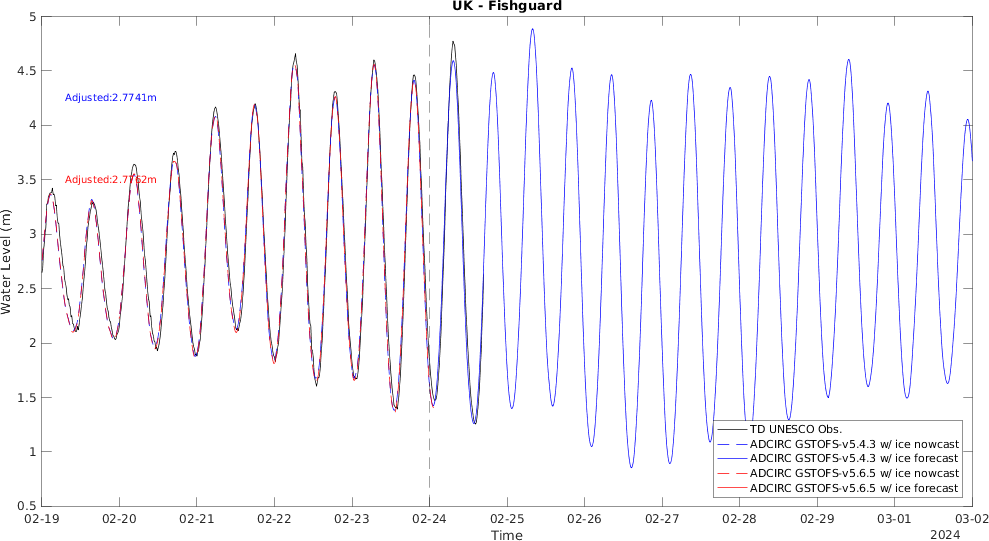 UK - Fishguard
5
4.5
4
3.5
3
2.5
2
1.5
1
0.5
Water Level (m)
Adjusted:2.7741m
Adjusted:2.7762m
TD UNESCO Obs.
ADCIRC GSTOFS-v5.4.3 w/ ice nowcast
ADCIRC GSTOFS-v5.4.3 w/ ice forecast
ADCIRC GSTOFS-v5.6.5 w/ ice nowcast
ADCIRC GSTOFS-v5.6.5 w/ ice forecast
02-19 02-20 02-21 02-22 02-23 02-24 02-25 02-26 02-27 02-28 02-29 03-01 03-02
Time
2024